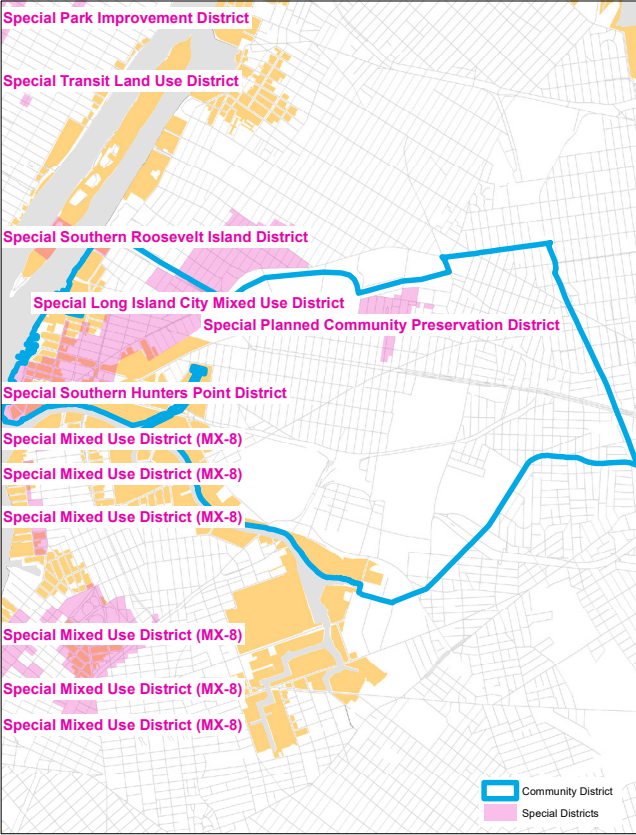 Special Park Improvement District
Special Transit Land Use District
Special Southern Roosevelt Island District
Special Long Island City Mixed Use District
Special Planned Community Preservation District
Special Southern Hunters Point District
Special Mixed Use District (MX-8)
Special Mixed Use District (MX-8)
Special Mixed Use District (MX-8)
Special Mixed Use District (MX-8)
Special Mixed Use District (MX-8)
Special Mixed Use District (MX-8)
Community District
Special Districts